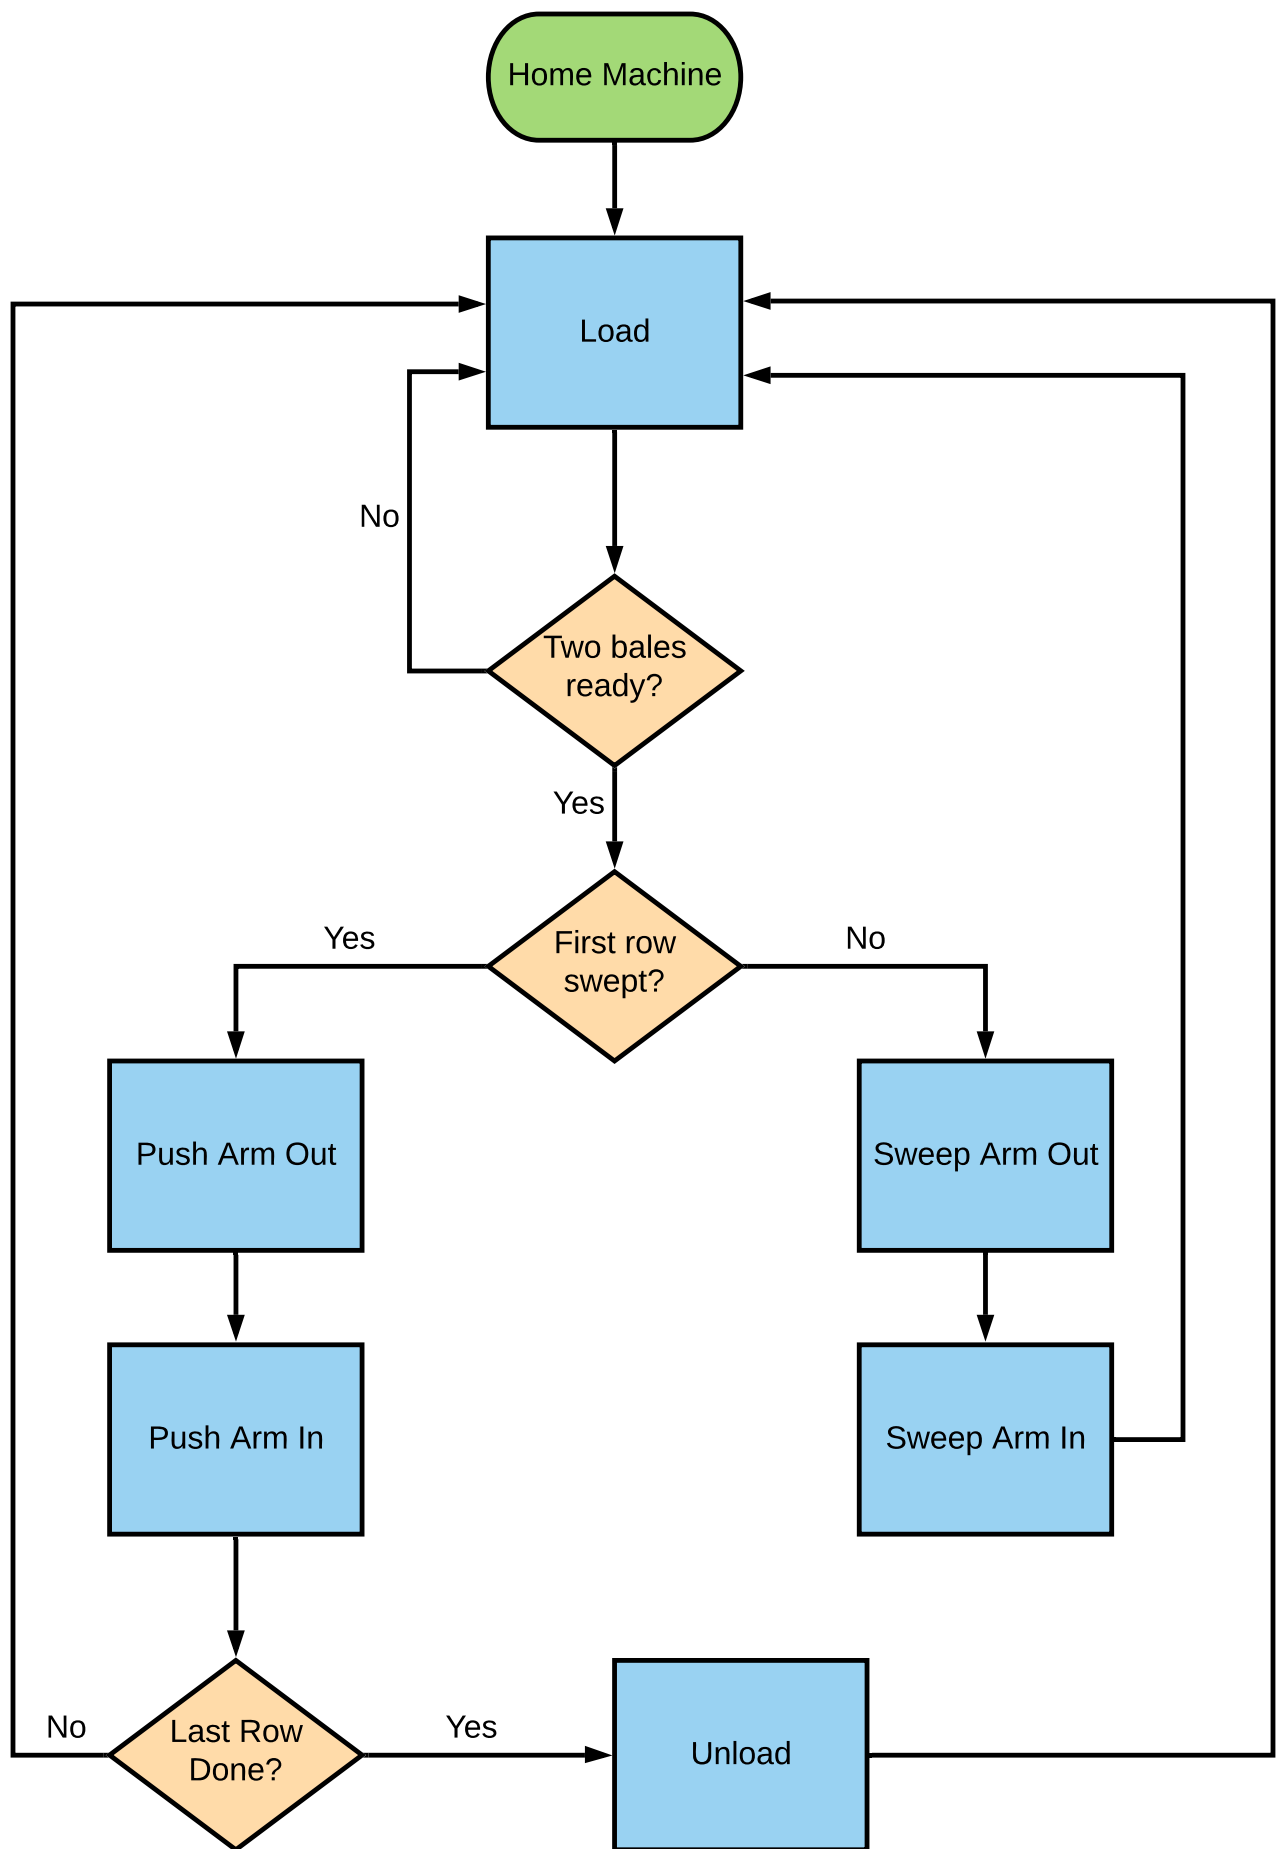 Home Machine
Load
No
Two bales
ready?
Yes
Yes
First row
swept?
No
Push Arm Out
Sweep Arm Out
Push Arm In
Sweep Arm In
No
Last Row
Done?
Yes
Unload